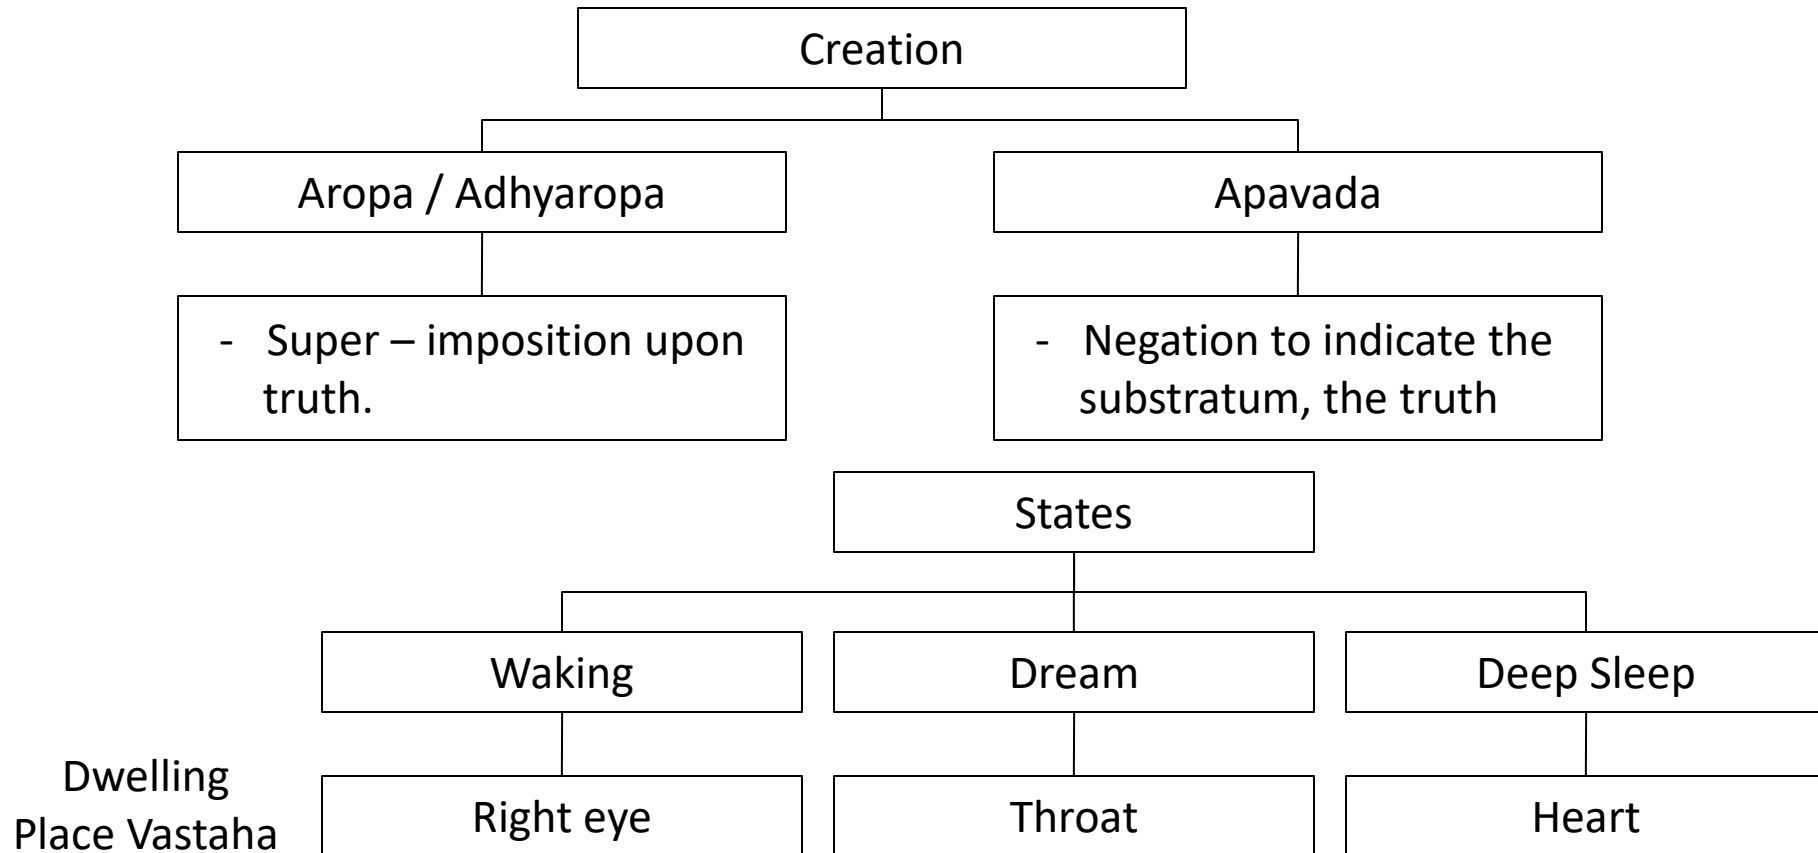 Creation
Aropa / Adhyaropa
Apavada
- Super – imposition upon
truth.
- Negation to indicate the
substratum, the truth
States
Waking
Dream
Deep Sleep
Dwelling
Place Vastaha
Right eye
Throat
Heart